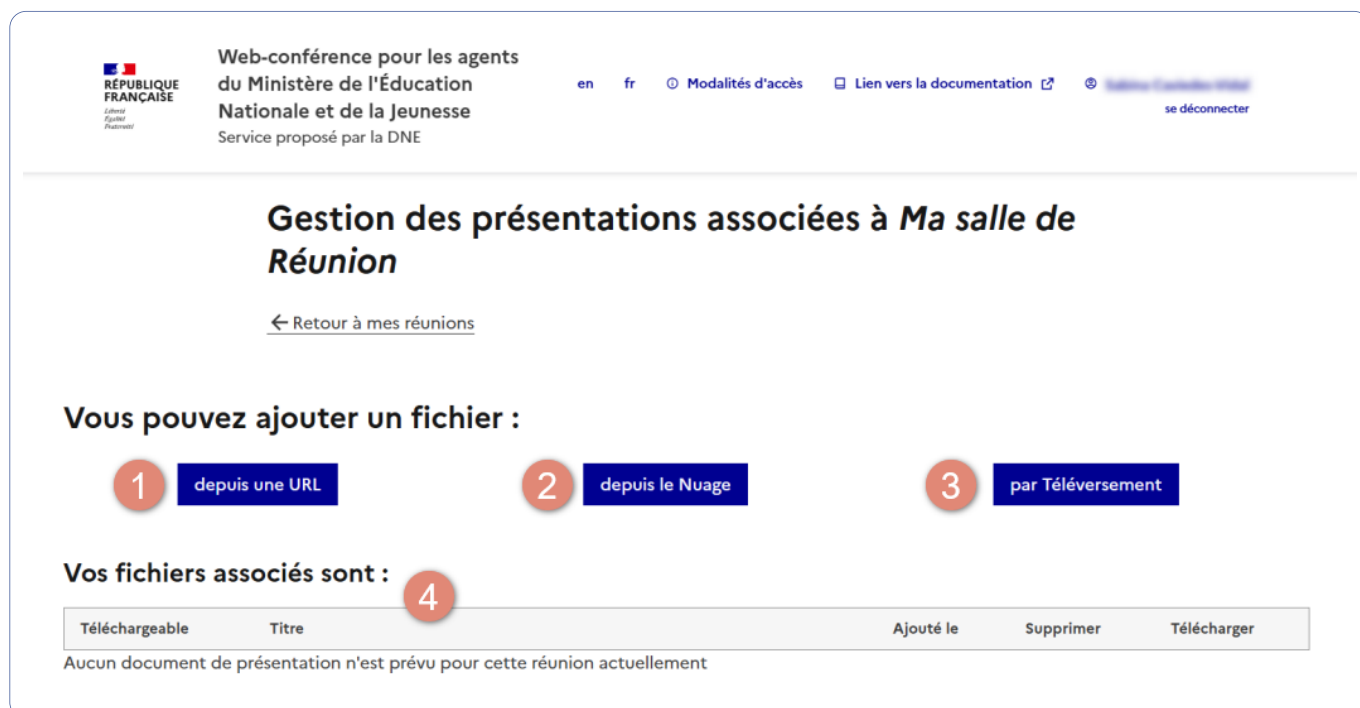 RÉPUBLIQUE
FRANÇAISE
Liberté
Égalité
Fraternité
Web-conférence pour les agents
du Ministère de l'Éducation
Nationale et de la Jeunesse
Service proposé par la DNE
en fr Modalités d'accès Lien vers la documentation
se déconnecter
Gestion des présentations associées à Ma salle de
Réunion
← Retour à mes réunions
Vous pouvez ajouter un fichier :
1 depuis une URL 2 depuis le Nuage 3 par Téléversement
Vos fichiers associés sont :
4
Téléchargeable Titre Ajouté le Supprimer Télécharger
Aucun document de présentation n'est prévu pour cette réunion actuellement